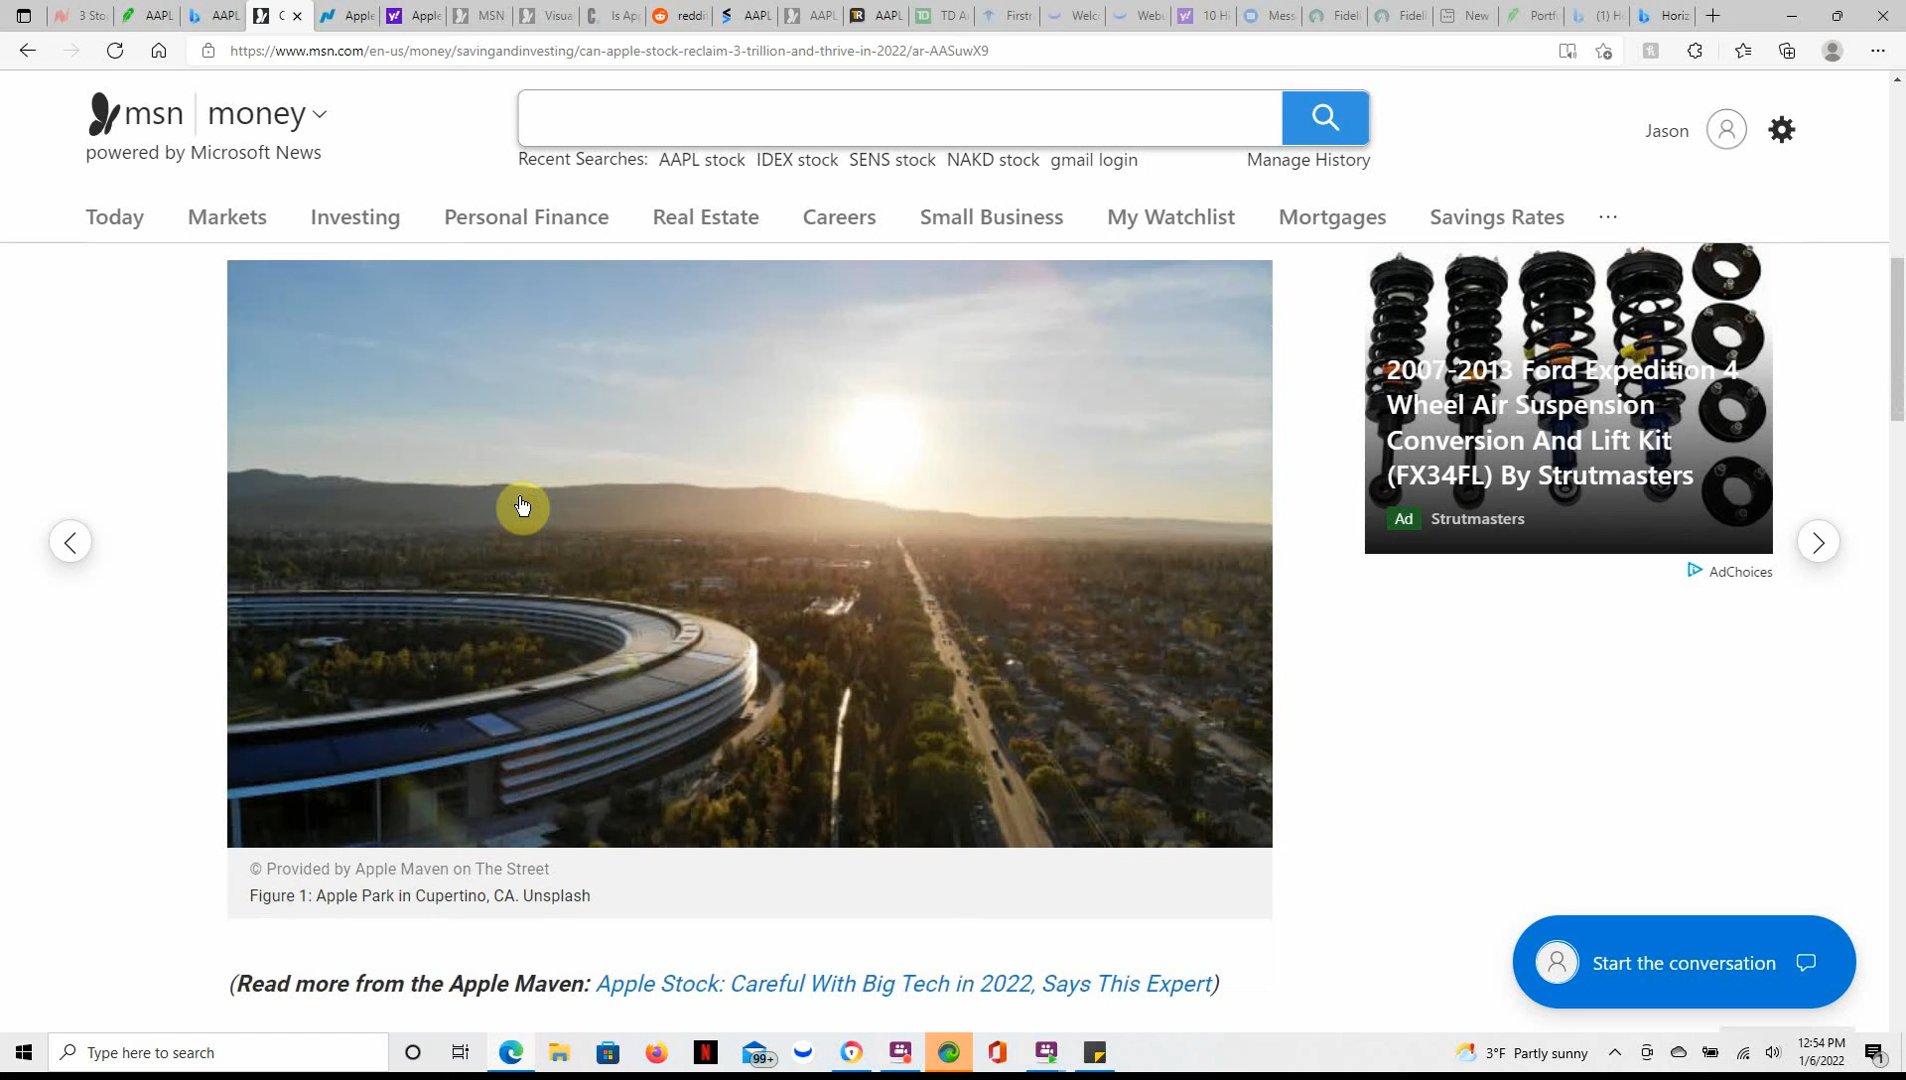 3 Sto
AAPL
AAPL
C
Apple
Apple
MSN
Visua
Is Ap
reddi
AAPL
AAPL
AAPL
TD A
First
Welc
Web
10 Hi
Mess
Fideli
Fideli
New
Portf
(1) H
Horiz
https://www.msn.com/en-us/money/savingandinvesting/can-apple-stock-reclaim-3-trillion-and-thrive-in-2022/ar-AASuwX9
msn money
powered by Microsoft News
Recent Searches: AAPL stock IDEX stock SENS stock NAKD stock gmail login Manage History
Jason
Today Markets Investing Personal Finance Real Estate Careers Small Business My Watchlist Mortgages Savings Rates ...
2007-2013 Ford Expedition 4
Wheel Air Suspension
Conversion And Lift Kit
(FX34FL) By Strutmasters
Ad Strutmasters
AdChoices
© Provided by Apple Maven on The Street
Figure 1: Apple Park in Cupertino, CA. Unsplash
(Read more from the Apple Maven: Apple Stock: Careful With Big Tech in 2022, Says This Expert)
Start the conversation
Type here to search
N
99+
3°F Partly sunny
12:54 PM
1/6/2022
1